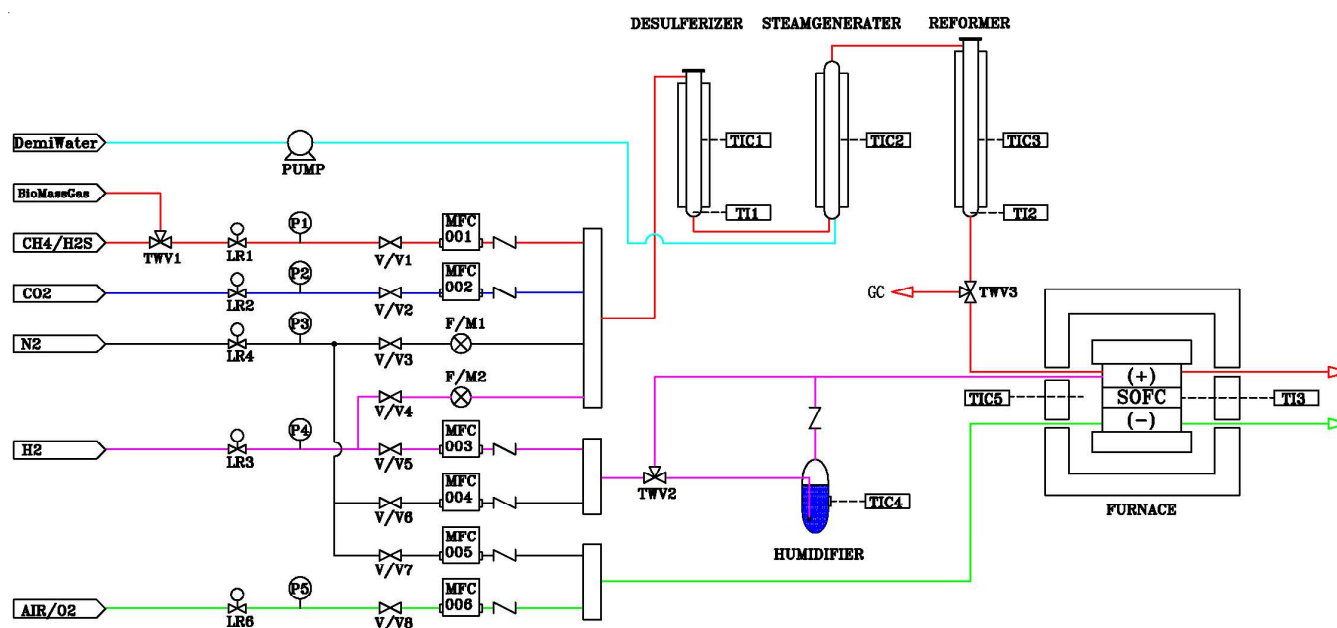 DESULFERIZER
STEAMGENERATER
REFORMER
DemiWater
PUMP
TIC1
TIC2
TIC3
BioMassGas
TI1
TI2
CH4/H2S
TWV1
LR1
P1
V/V1
MFC
001
CO2
LR2
P2
V/V2
MFC
002
GC
TWV3
N2
LR4
P3
V/V3
F/M1
V/V4
F/M2
(+)
SOFC
(-)
TIC5
TI3
H2
LR3
P4
V/V5
MFC
003
TWV2
V/V6
MFC
004
TIC4
FURNACE
V/V7
MFC
005
HUMIDIFIER
AIR/O2
LR6
P5
V/V8
MFC
006